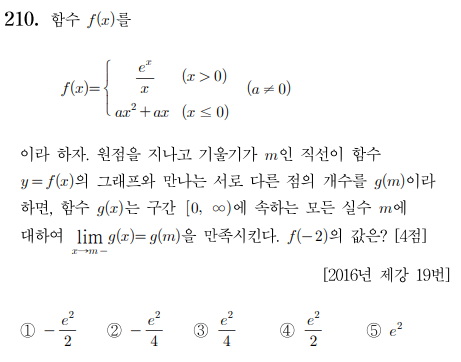 210. 함수 f(x)를
f(x)={ e^x/x (x>0)
ax²+ax (x≤0) (a≠0)
이라 하자. 원점을 지나고 기울기가 m인 직선이 함수
y=f(x)의 그래프와 만나는 서로 다른 점의 개수를 g(m)이라
하면, 함수 g(x)는 구간 [0, ∞)에 속하는 모든 실수 m에
대하여 lim_{x→m-} g(x)=g(m)을 만족시킨다. f(-2)의 값은? [4점]
[2016년 제강 19번]
① -e²/2 ② -e²/4 ③ e²/4 ④ e²/2 ⑤ e²